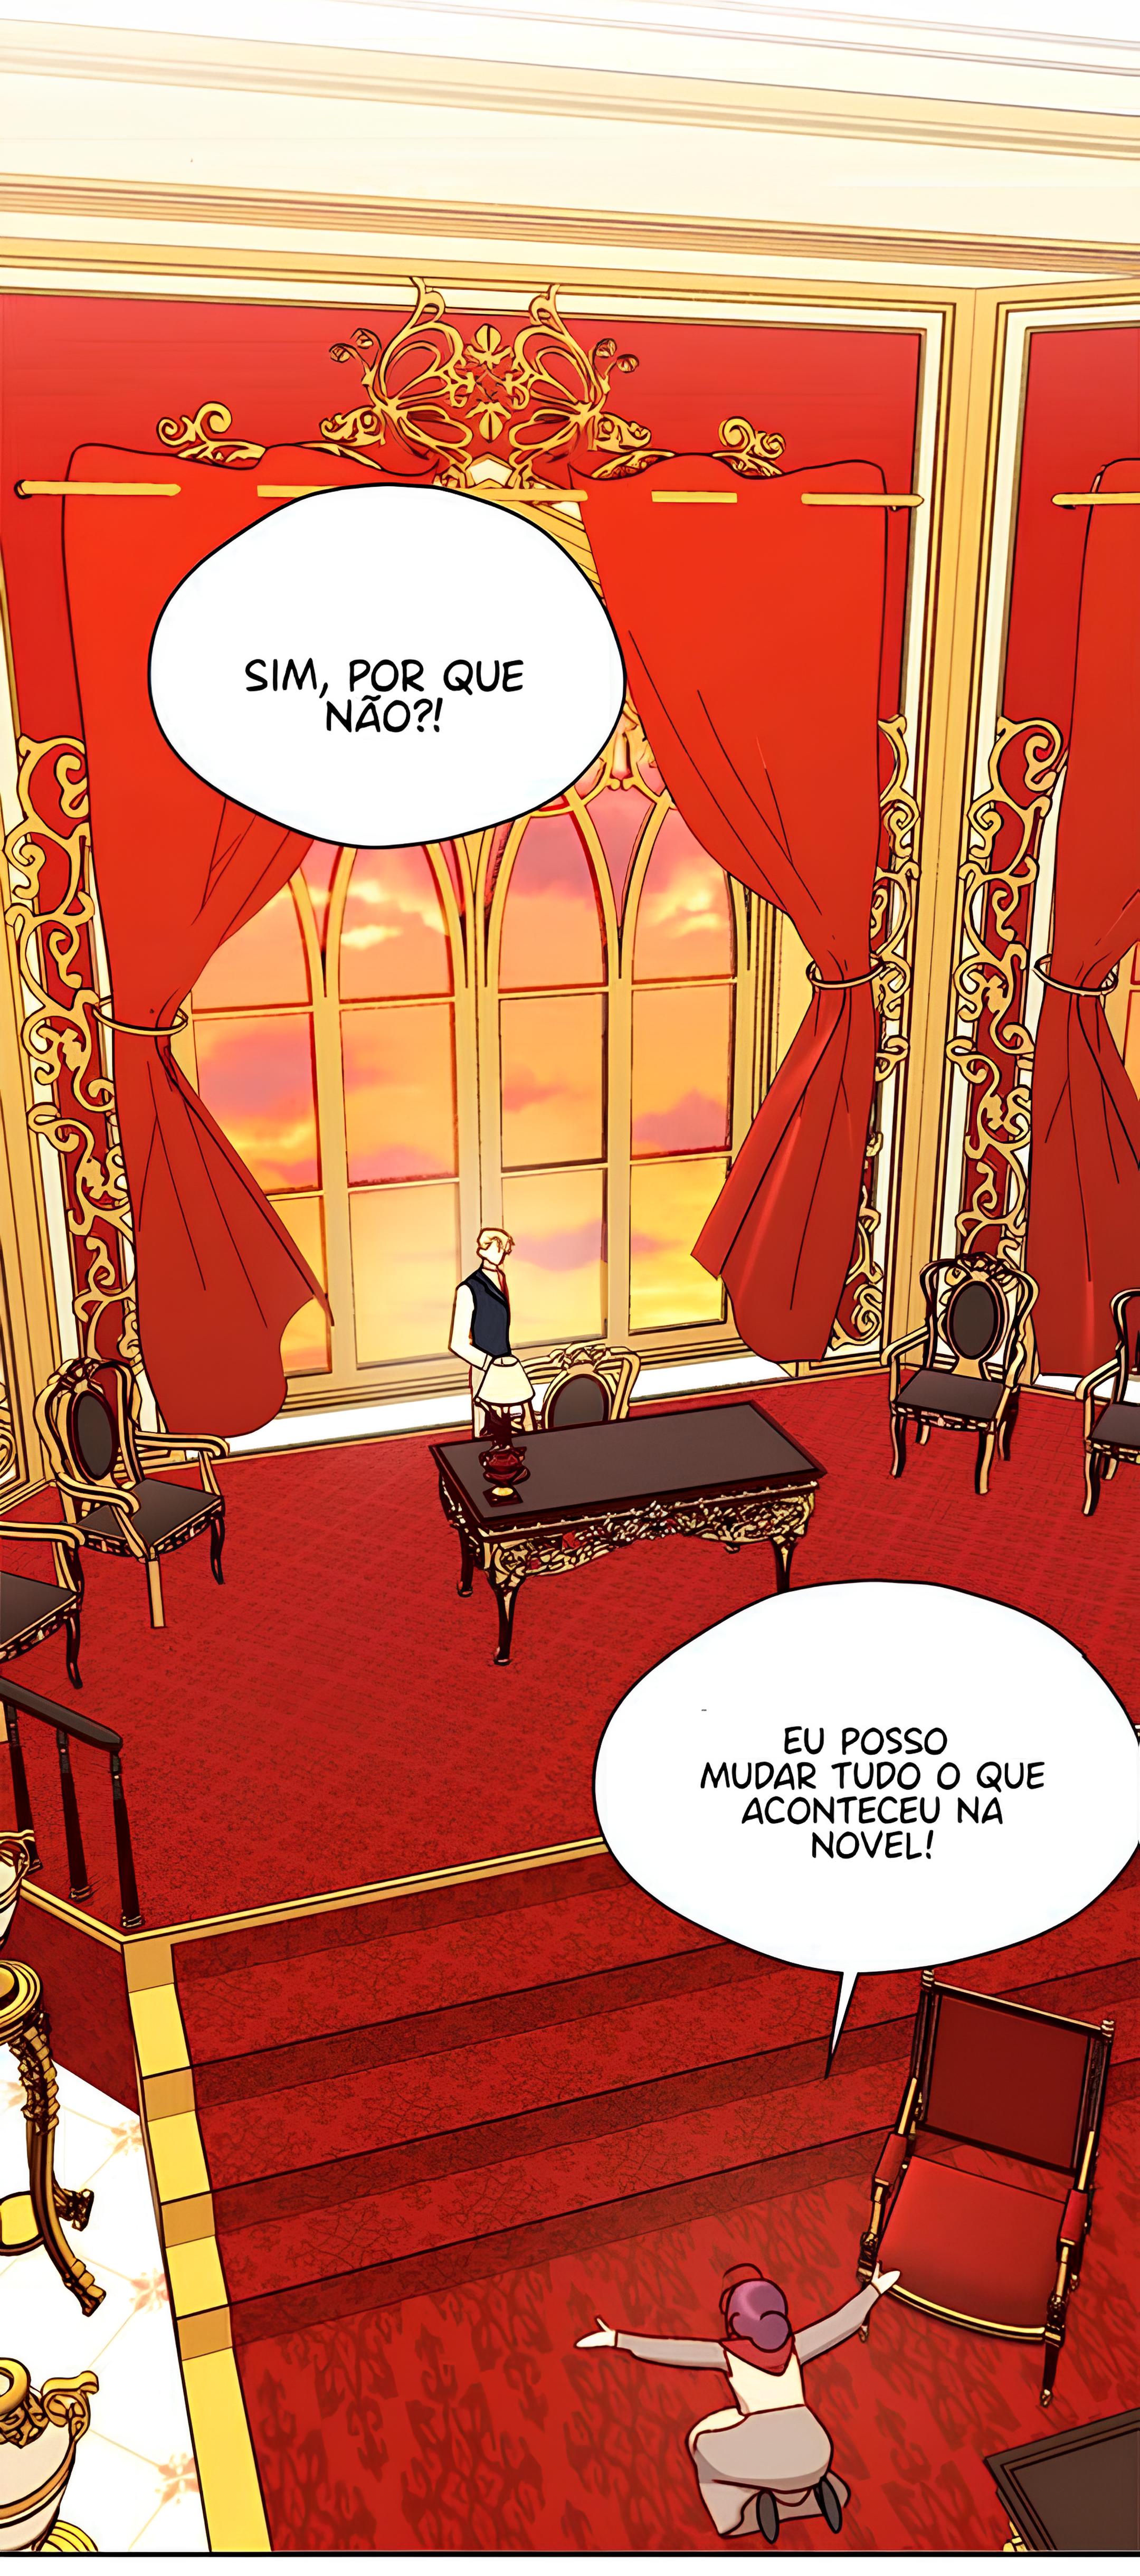 SIM, POR QUE
NÃO?!
EU POSSO
MUDAR TUDO O QUE
ACONTECEU NA
NOVEL!